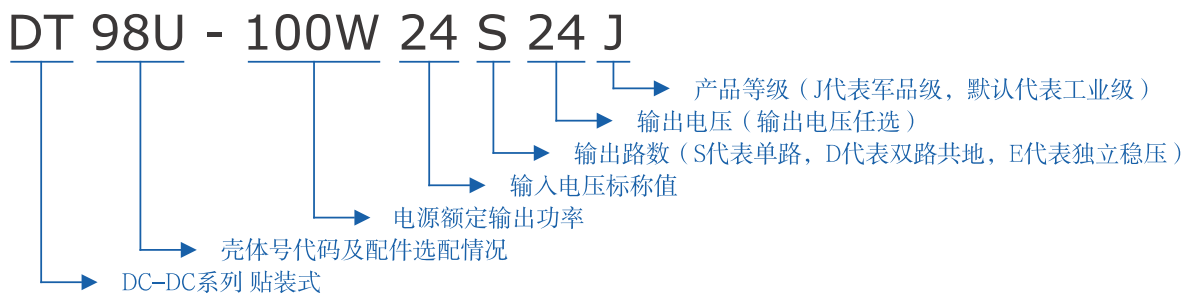 DT 98U - 100W 24 S 24 J
产品等级（J代表军品级，默认代表工业级）
输出电压（输出电压任选）
输出路数（S代表单路，D代表双路共地，E代表独立稳压）
输入电压标称值
电源额定输出功率
壳体号代码及配件选配情况
DC-DC系列 贴装式